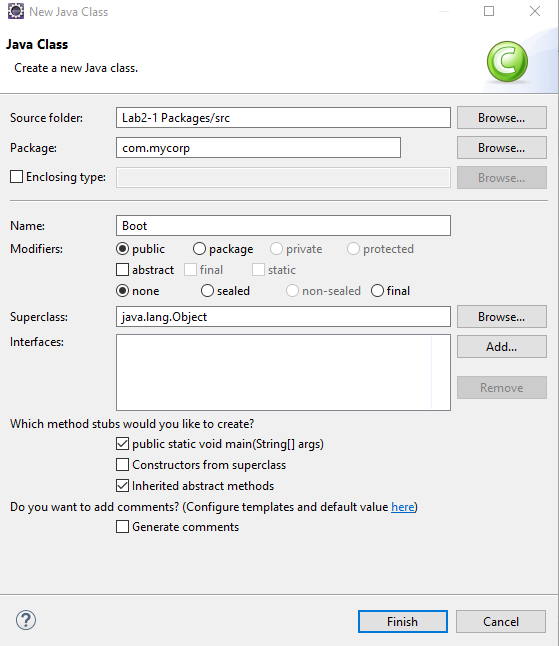 New Java Class
Java Class
Create a new Java class.
Source folder: Lab2-1 Packages/src Browse...
Package: com.mycorp Browse...
Enclosing type: Browse...
Name: Boot
Modifiers: public package private protected
abstract final static
none sealed non-sealed final
Superclass: java.lang.Object Browse...
Interfaces: Add...
Remove
Which method stubs would you like to create?
public static void main(String[] args)
Constructors from superclass
Inherited abstract methods
Do you want to add comments? (Configure templates and default value here)
Generate comments
? Finish Cancel